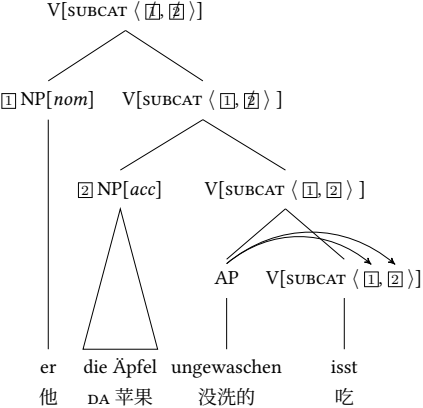 V[SUBCAT ⟨ 1̸, 2̸ ⟩]
1 NP[nom] V[SUBCAT ⟨ 1, 2̸ ⟩ ]
2 NP[acc] V[SUBCAT ⟨ 1, 2 ⟩ ]
AP V[SUBCAT ⟨ 1, 2 ⟩]
er die Äpfel ungewaschen isst
他 DA 苹果 没洗的 吃